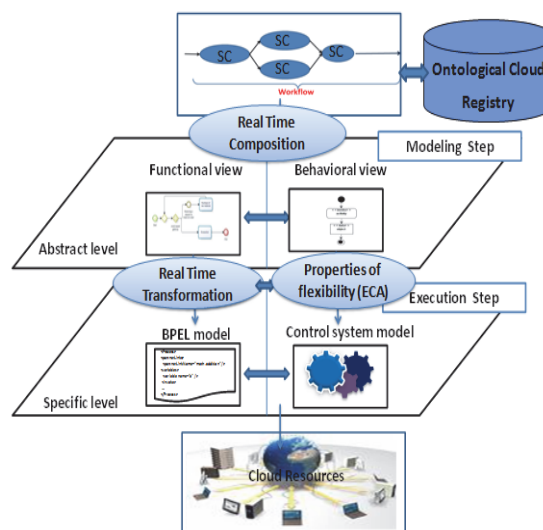 SC
SC
SC
SC
Workflow
Ontological Cloud
Registry
Real Time
Composition
Modeling Step
Functional view
Behavioral view
Abstract level
Real Time
Transformation
Properties of
flexibility (ECA)
Execution Step
BPEL model
Control system model
Specific level
Cloud Resources